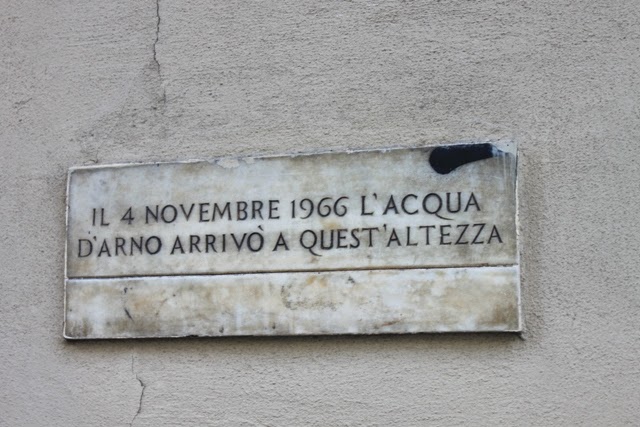 IL 4 NOVEMBRE 1966 L'ACQUA
D'ARNO ARRIVÒ A QUEST'ALTEZZA